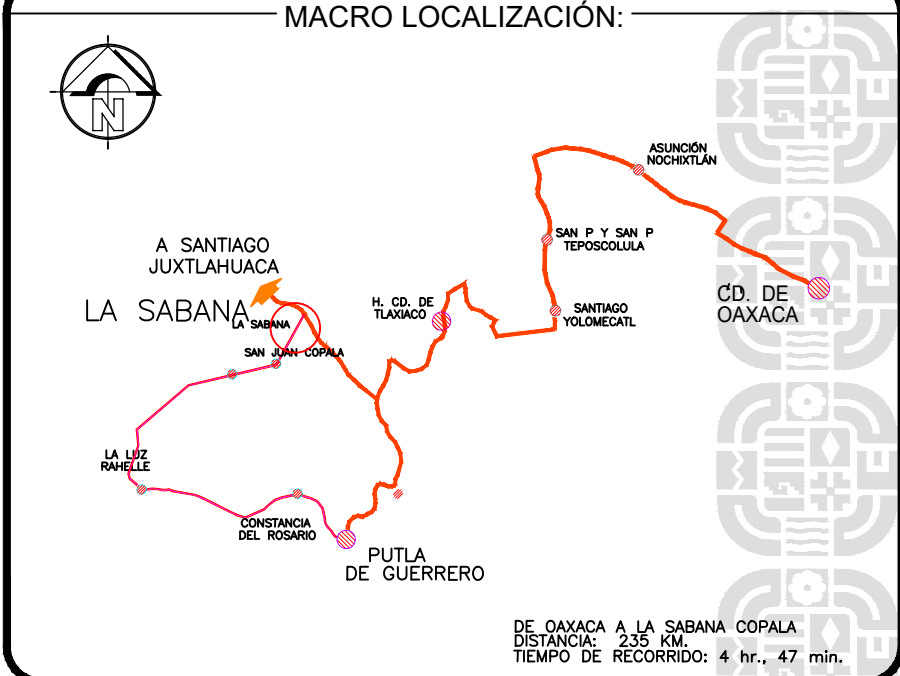 MACRO LOCALIZACIÓN:
N
ASUNCIÓN
NOCHIXTLÁN
SAN P Y SAN P
TEPOSCOLULA
A SANTIAGO
JUXTLAHUACA
CD. DE
OAXACA
LA SABANA
H. CD. DE
TLAXIACO
SANTIAGO
YOLOMECATL
LA SABANA
SAN JUAN COPALA
LA LUZ
RAHELLE
CONSTANCIA
DEL ROSARIO
PUTLA
DE GUERRERO
DE OAXACA A LA SABANA COPALA
DISTANCIA: 235 KM.
TIEMPO DE RECORRIDO: 4 hr., 47 min.